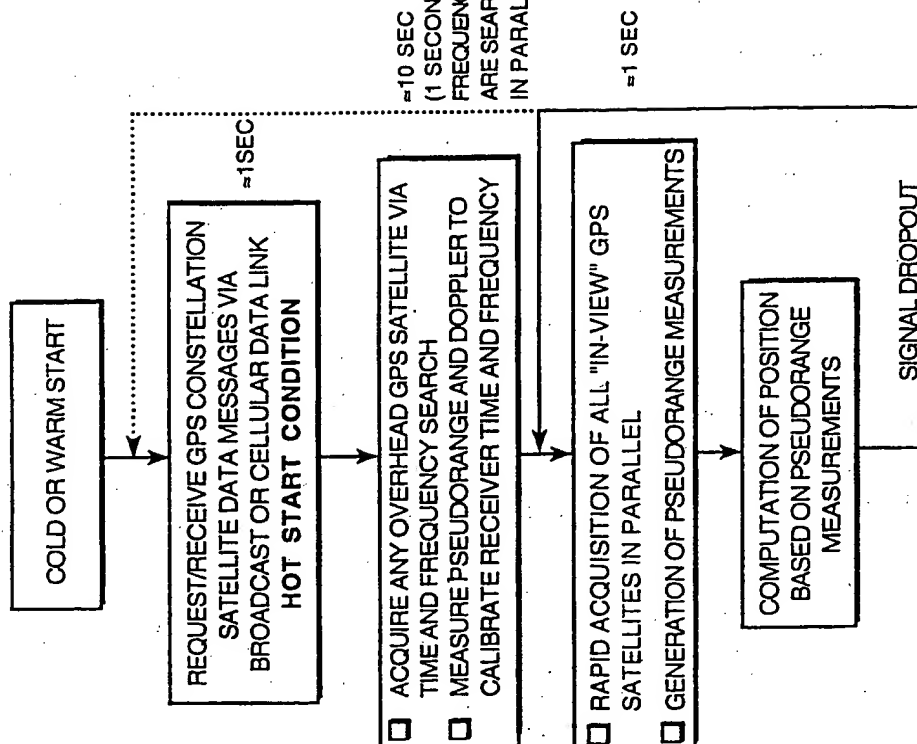 COLD OR WARM START
REQUEST/RECEIVE GPS CONSTELLATION
SATELLITE DATA MESSAGES VIA
BROADCAST OR CELLULAR DATA LINK
HOT START CONDITION
≈1SEC
ACQUIRE ANY OVERHEAD GPS SATELLITE VIA
TIME AND FREQUENCY SEARCH
MEASURE PSEUDORANGE AND DOPPLER TO
CALIBRATE RECEIVER TIME AND FREQUENCY
≈10 SEC
(1 SECON
FREQUENC
ARE SEAR
IN PARAL
RAPID ACQUISITION OF ALL "IN-VIEW" GPS
SATELLITES IN PARALLEL
GENERATION OF PSEUDORANGE MEASUREMENTS
≈1 SEC
COMPUTATION OF POSITION
BASED ON PSEUDORANGE
MEASUREMENTS
SIGNAL DROPOUT